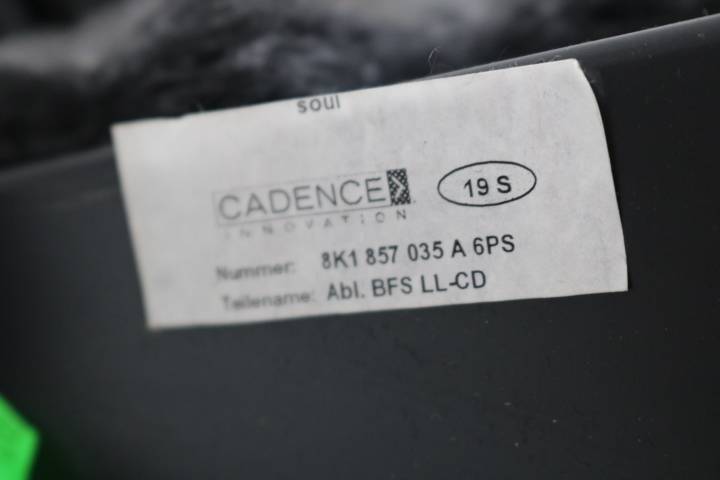 soul
CADENCE
INNOVATION
19 S
Nummer: 8K1 857 035 A 6PS
Teilename: Abl. BFS LL-CD